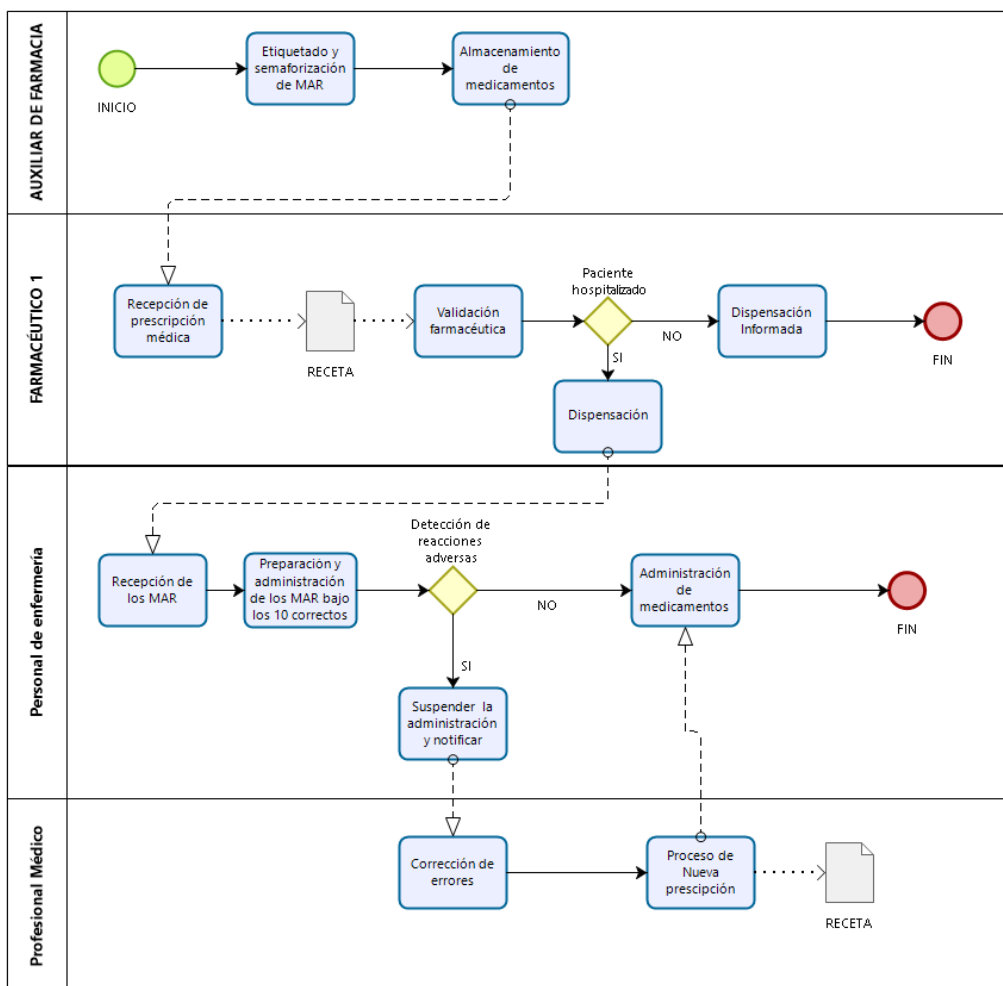 AUXILIAR DE FARMACIA
INICIO
Etiquetado y
semaforización
de MAR
Almacenamiento
de
medicamentos
FARMACÉUTICO 1
Recepción de
prescripción
médica
RECETA
Validación
farmacéutica
Paciente
hospitalizado
NO
SI
Dispensación
Informada
FIN
Dispensación
Personal de enfermería
Recepción de
los MAR
Preparación y
administración
de los MAR bajo
los 10 correctos
Detección de
reacciones
adversas
NO
SI
Administración
de
medicamentos
FIN
Suspender la
administración
y notificar
Profesional Médico
Corrección de
errores
Proceso de
Nueva
prescipción
RECETA